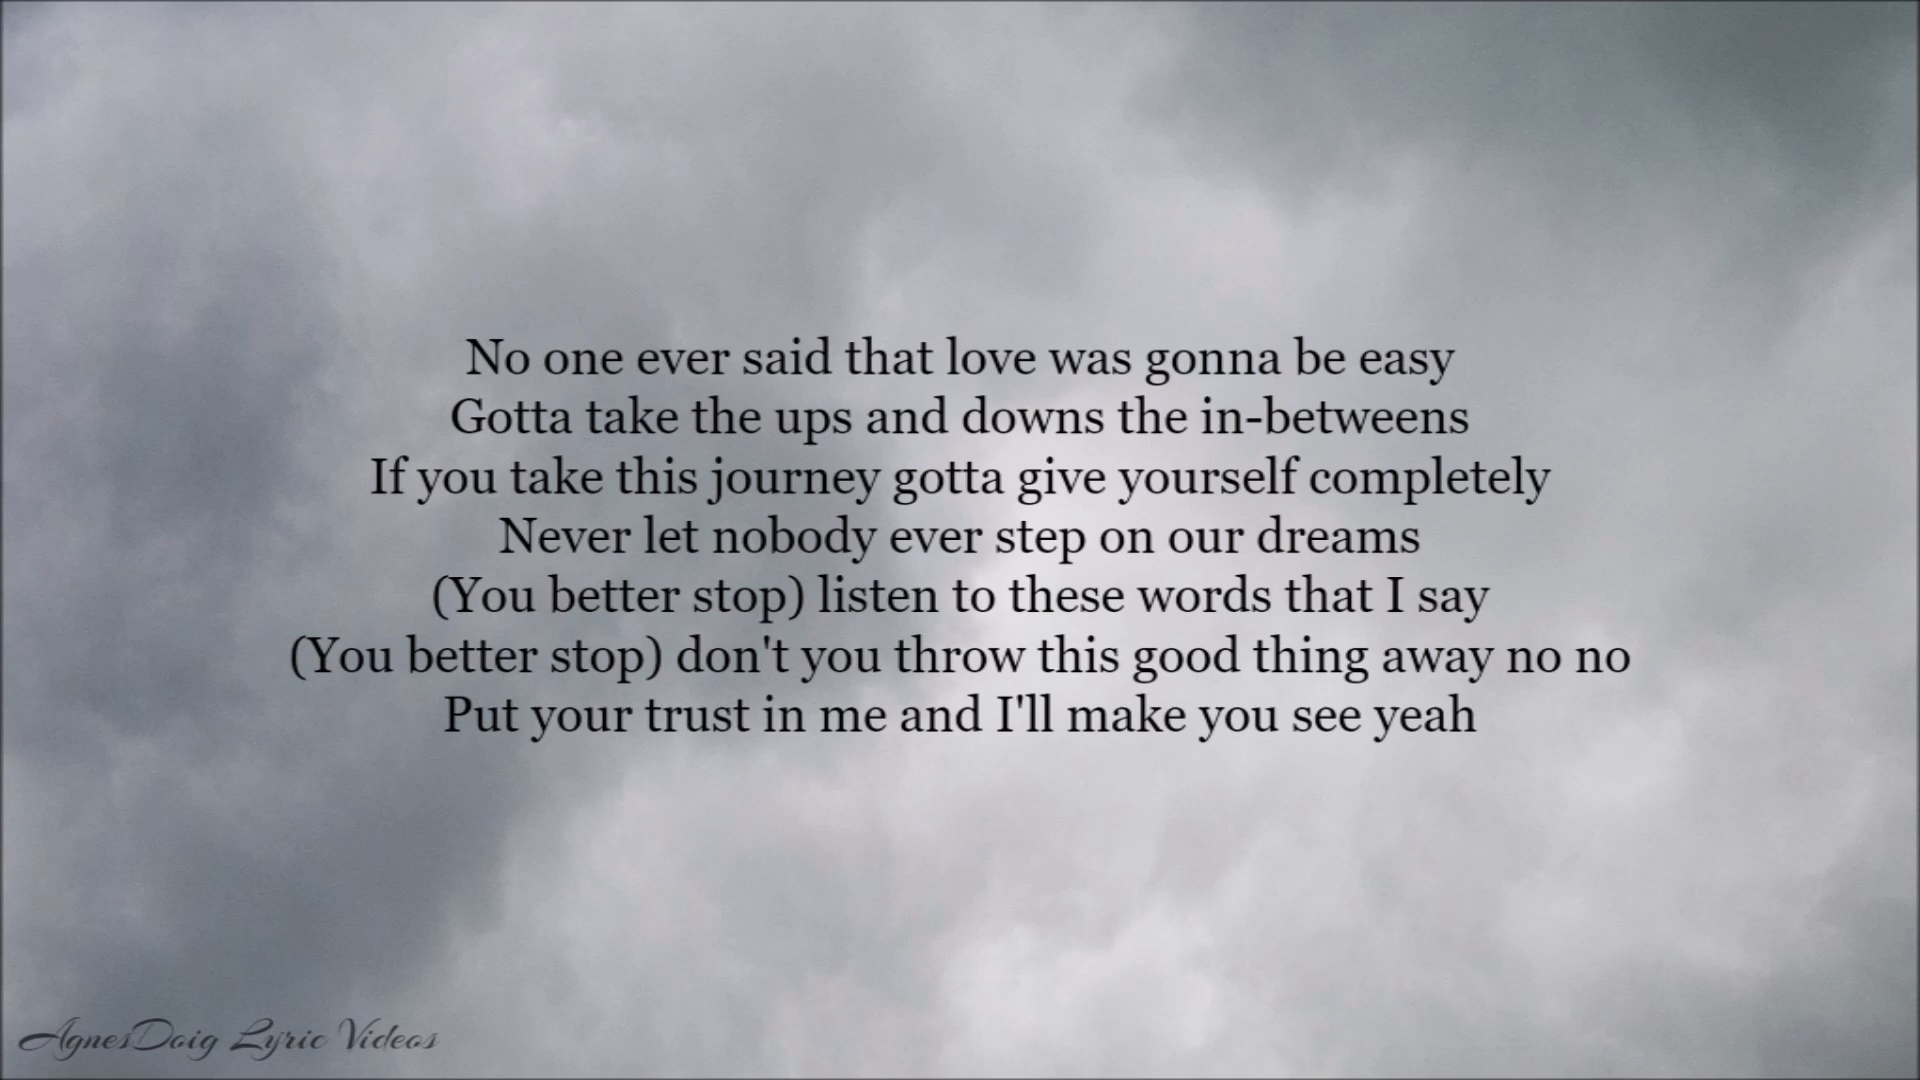 No one ever said that love was gonna be easy
Gotta take the ups and downs the in-betweens
If you take this journey gotta give yourself completely
Never let nobody ever step on our dreams
(You better stop) listen to these words that I say
(You better stop) don't you throw this good thing away no no
Put your trust in me and I'll make you see yeah
AgnesDoig Lyric Videos